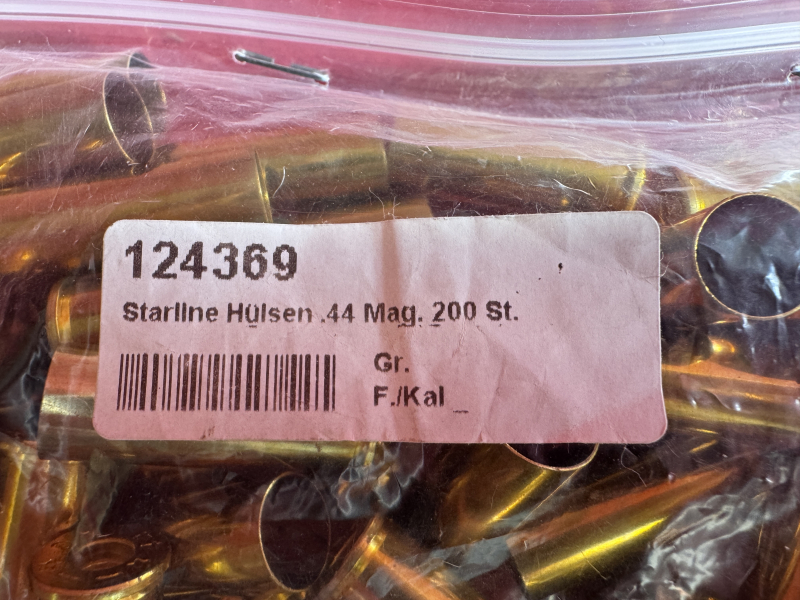 124369
Starline Hülsen .44 Mag. 200 St.
Gr.
F./Kal _